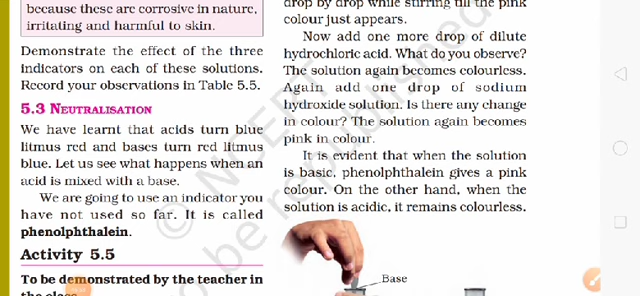 because these are corrosive in nature,
irritating and harmful to skin.
Demonstrate the effect of the three
indicators on each of these solutions.
Record your observations in Table 5.5.
5.3 NEUTRALISATION
We have learnt that acids turn blue
litmus red and bases turn red litmus
blue. Let us see what happens when an
acid is mixed with a base.
We are going to use an indicator you
have not used so far. It is called
phenolphthalein.
Activity 5.5
To be demonstrated by the teacher in
the class
drop by drop while stirring till the pink
colour just appears.
Now add one more drop of dilute
hydrochloric acid. What do you observe?
The solution again becomes colourless.
Again add one drop of sodium
hydroxide solution. Is there any change
in colour? The solution again becomes
pink in colour.
It is evident that when the solution
is basic, phenolphthalein gives a pink
colour. On the other hand, when the
solution is acidic, it remains colourless.
Base
© NCERT
to be republished